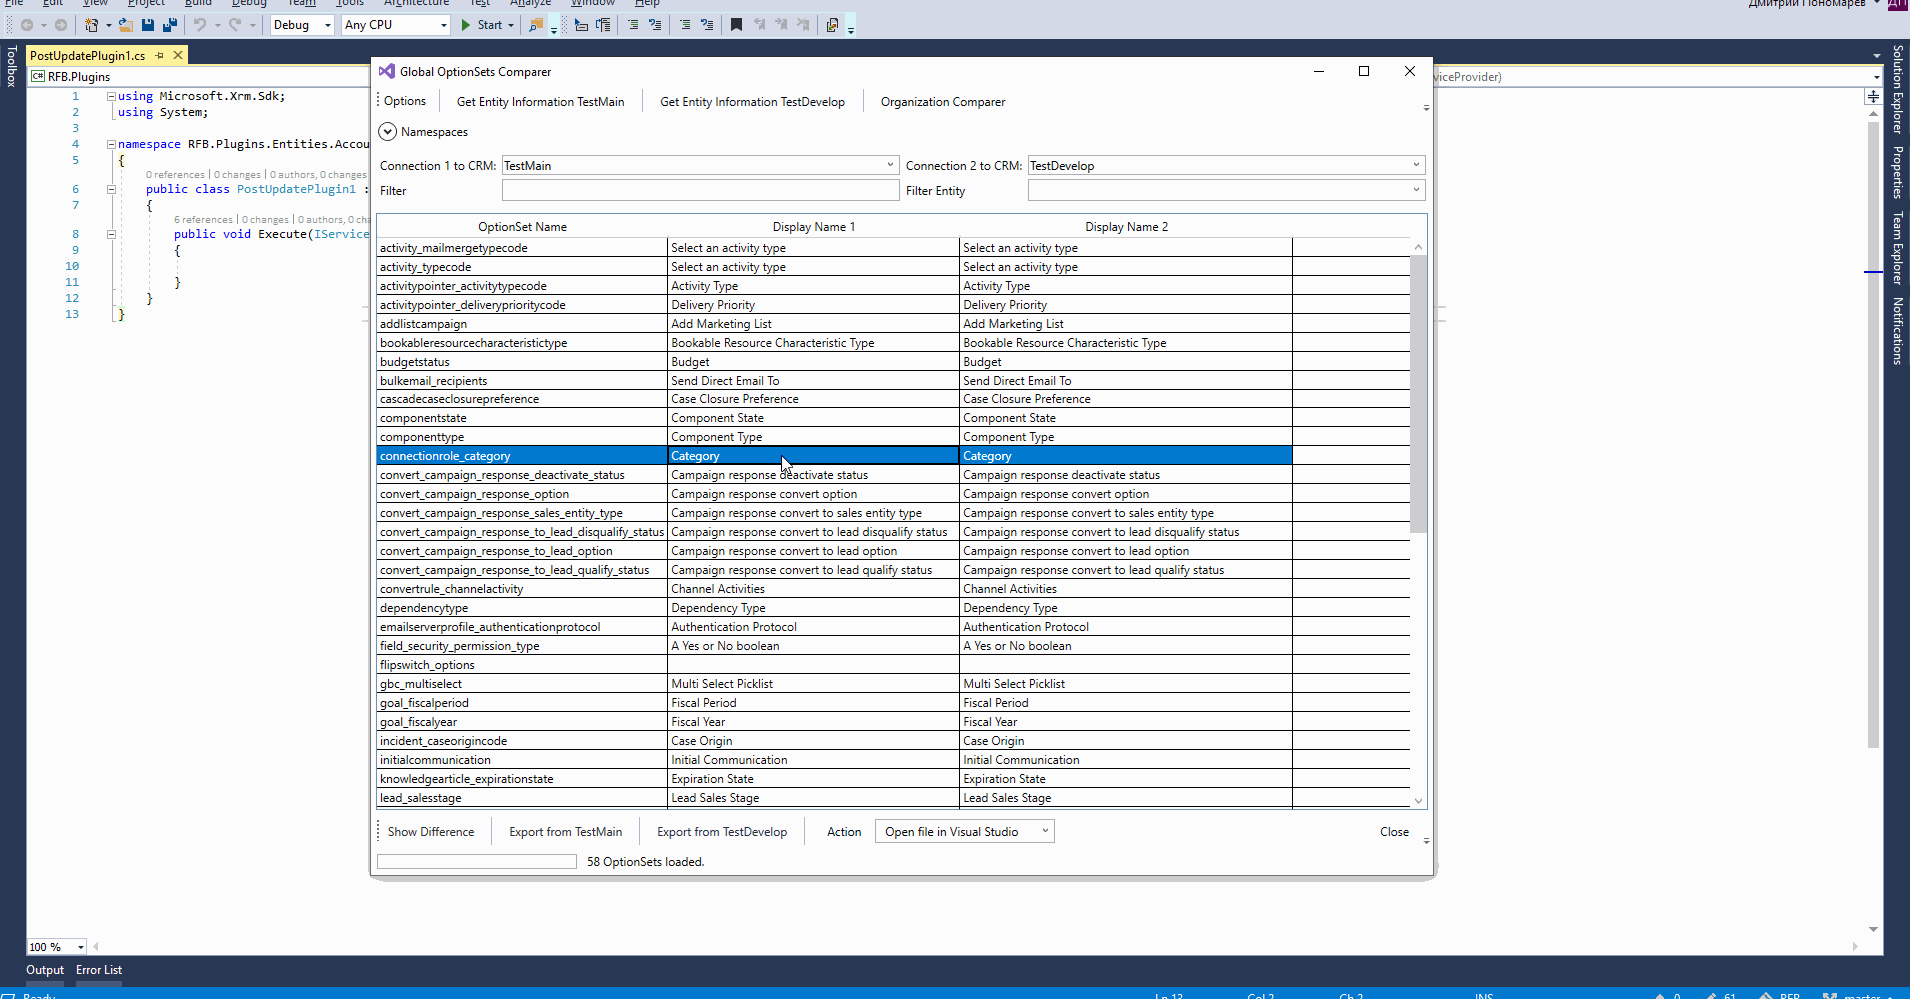 File Edit View Project Build Debug Team Tools Architecture Test Analyze Window Help Дмитрий Пономарев ДП
Debug Any CPU Start
Toolbox
PostUpdatePlugin1.cs
C# RFB.Plugins
viceProvider)
1 using Microsoft.Xrm.Sdk;
2 using System;
3
4 namespace RFB.Plugins.Entities.Accou
5 {
0 references | 0 changes | 0 authors, 0 changes
6 public class PostUpdatePlugin1 :
7 {
6 references | 0 changes | 0 authors, 0 cha
8 public void Execute(IService
9 {
10
11 }
12 }
13 }
Global OptionSets Comparer
Options Get Entity Information TestMain Get Entity Information TestDevelop Organization Comparer
Namespaces
Connection 1 to CRM: TestMain Connection 2 to CRM: TestDevelop
Filter Filter Entity
OptionSet Name Display Name 1 Display Name 2
activity_mailmergetypecode Select an activity type Select an activity type
activity_typecode Select an activity type Select an activity type
activitypointer_activitytypecode Activity Type Activity Type
activitypointer_deliveryprioritycode Delivery Priority Delivery Priority
addlistcampaign Add Marketing List Add Marketing List
bookableresourcecharacteristictype Bookable Resource Characteristic Type Bookable Resource Characteristic Type
budgetstatus Budget Budget
bulkemail_recipients Send Direct Email To Send Direct Email To
cascadecaseclosurepreference Case Closure Preference Case Closure Preference
componentstate Component State Component State
componenttype Component Type Component Type
connectionrole_category Category Category
convert_campaign_response_deactivate_status Campaign response deactivate status Campaign response deactivate status
convert_campaign_response_option Campaign response convert option Campaign response convert option
convert_campaign_response_sales_entity_type Campaign response convert to sales entity type Campaign response convert to sales entity type
convert_campaign_response_to_lead_disqualify_status Campaign response convert to lead disqualify status Campaign response convert to lead disqualify status
convert_campaign_response_to_lead_option Campaign response convert to lead option Campaign response convert to lead option
convert_campaign_response_to_lead_qualify_status Campaign response convert to lead qualify status Campaign response convert to lead qualify status
convertrule_channelactivity Channel Activities Channel Activities
dependencytype Dependency Type Dependency Type
emailserverprofile_authenticationprotocol Authentication Protocol Authentication Protocol
field_security_permission_type A Yes or No boolean A Yes or No boolean
flipswitch_options
gbc_multiselect Multi Select Picklist Multi Select Picklist
goal_fiscalperiod Fiscal Period Fiscal Period
goal_fiscalyear Fiscal Year Fiscal Year
incident_caseorigincode Case Origin Case Origin
initialcommunication Initial Communication Initial Communication
knowledgearticle_expirationstate Expiration State Expiration State
lead_salesstage Lead Sales Stage Lead Sales Stage
Show Difference Export from TestMain Export from TestDevelop Action Open file in Visual Studio Close
58 OptionSets loaded.
Solution Explorer
Properties
Team Explorer
Notifications
100 %
Output Error List
Ready Ln 13 Col 2 Ch 2 INS 0 61 RFB master